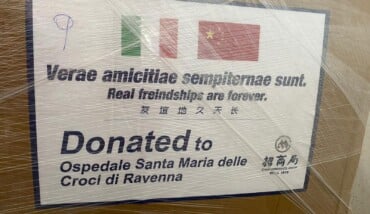 Verae amicitiae sempiternae sunt.
Real freindships are forever.
友谊地久天长
Donated to
Ospedale Santa Maria delle
Croci di Ravenna
招商局